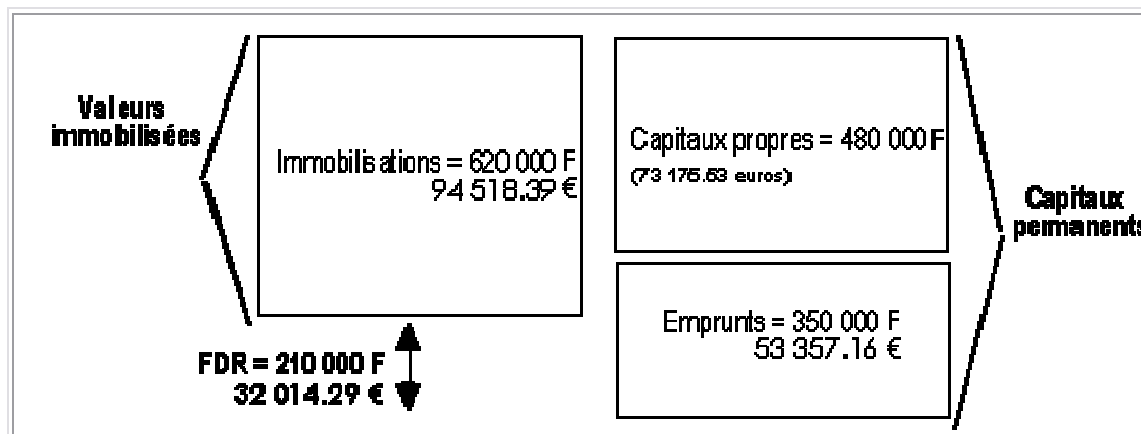 Valeurs
immobilisées
Immobilisations = 620 000 F
94 518.39 €
FDR = 210 000 F
32 014.29 €
Capitaux propres = 480 000 F
(73 175.53 euros)
Emprunts = 350 000 F
53 357.16 €
Capitaux
permanents